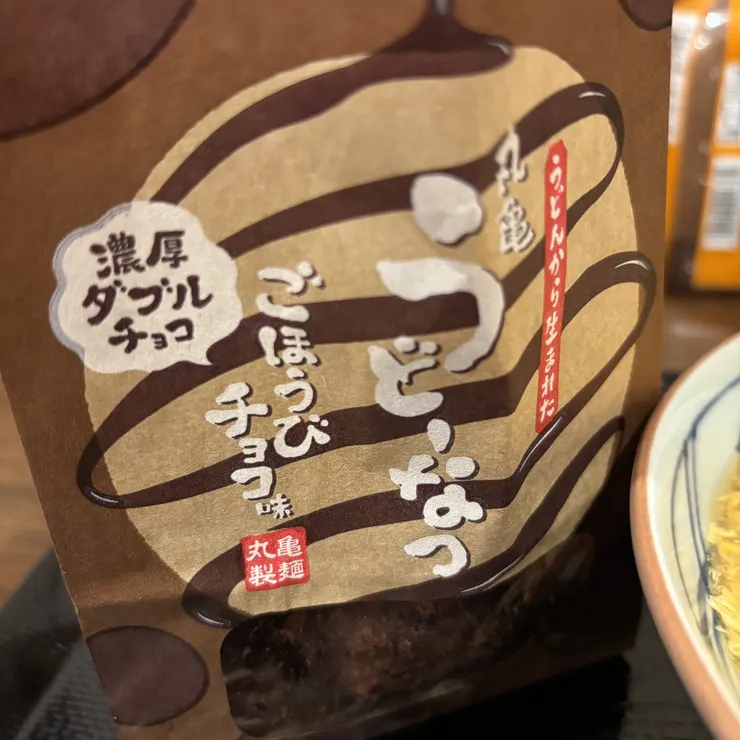 うどんから生まれた
丸亀
うどーなつ
ごほうび
チョコ味
濃厚
ダブル
チョコ
丸亀
製麺